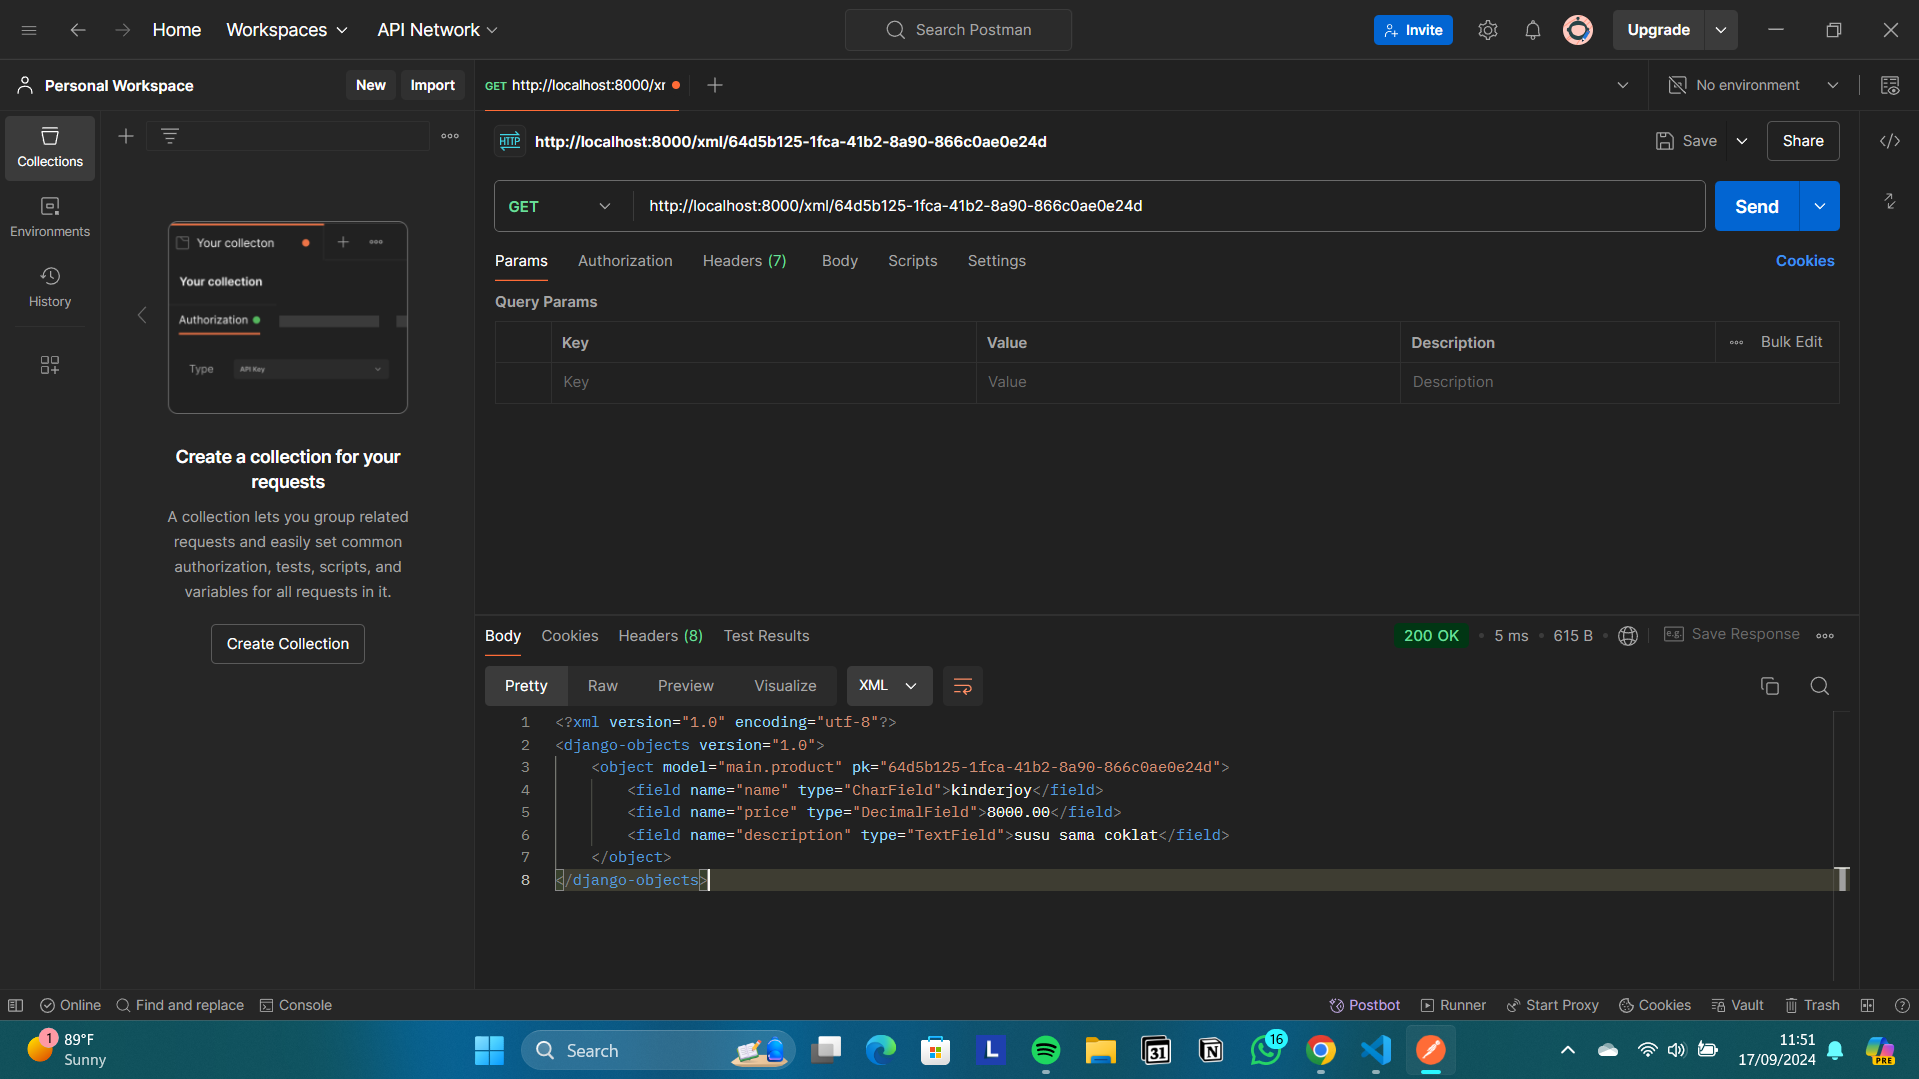 Home Workspaces API Network Search Postman Invite Upgrade
Personal Workspace New Import GET http://localhost:8000/xr No environment
Collections
Environments
History
Your collecton
Your collection
Authorization
Type API Key
Create a collection for your
requests
A collection lets you group related
requests and easily set common
authorization, tests, scripts, and
variables for all requests in it.
Create Collection
HTTP http://localhost:8000/xml/64d5b125-1fca-41b2-8a90-866c0ae0e24d Save Share
GET http://localhost:8000/xml/64d5b125-1fca-41b2-8a90-866c0ae0e24d Send
Params Authorization Headers (7) Body Scripts Settings Cookies
Query Params
Key Value Description Bulk Edit
Key Value Description
Body Cookies Headers (8) Test Results 200 OK 5 ms 615 B e.g. Save Response
Pretty Raw Preview Visualize XML
1 <?xml version="1.0" encoding="utf-8"?>
2 <django-objects version="1.0">
3 <object model="main.product" pk="64d5b125-1fca-41b2-8a90-866c0ae0e24d">
4 <field name="name" type="CharField">kinderjoy</field>
5 <field name="price" type="DecimalField">8000.00</field>
6 <field name="description" type="TextField">susu sama coklat</field>
7 </object>
8 </django-objects>
Online Find and replace Console Postbot Runner Start Proxy Cookies Vault Trash
1 89°F
Sunny
Search L 31 N 16
11:51
17/09/2024
PRE